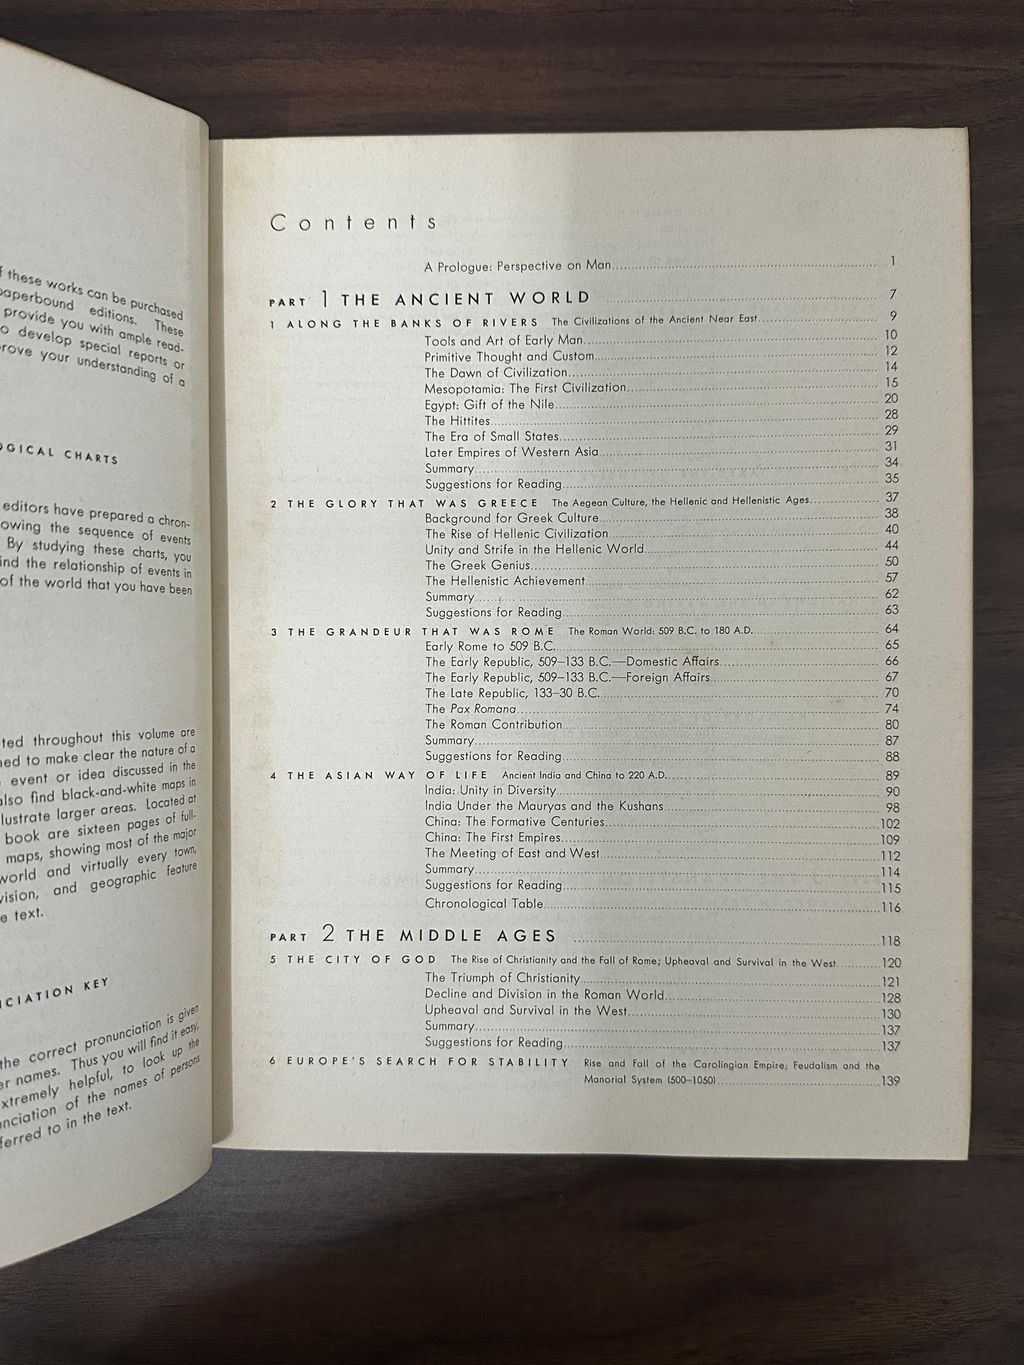 f these works can be purchased
paperbound editions. These
provide you with ample read-
o develop special reports or
rove your understanding of a
OGICAL CHARTS
editors have prepared a chron-
owing the sequence of events
By studying these charts, you
ind the relationship of events in
of the world that you have been
ted throughout this volume are
ned to make clear the nature of a
event or idea discussed in the
also find black-and-white maps in
llustrate larger areas. Located at
book are sixteen pages of full-
maps, showing most of the major
world and virtually every town,
vision, and geographic feature
e text.
NCIATION KEY
the correct pronunciation is given
er names. Thus you will find it easy,
xtremely helpful, to look up the
nciation of the names of persons
ferred to in the text.
Contents
A Prologue: Perspective on Man 1
PART 1 THE ANCIENT WORLD 7
1 ALONG THE BANKS OF RIVERS The Civilizations of the Ancient Near East 9
Tools and Art of Early Man 10
Primitive Thought and Custom 12
The Dawn of Civilization 14
Mesopotamia: The First Civilization 15
Egypt: Gift of the Nile 20
The Hittites 28
The Era of Small States 29
Later Empires of Western Asia 31
Summary 34
Suggestions for Reading 35
2 THE GLORY THAT WAS GREECE The Aegean Culture, the Hellenic and Hellenistic Ages 37
Background for Greek Culture 38
The Rise of Hellenic Civilization 40
Unity and Strife in the Hellenic World 44
The Greek Genius 50
The Hellenistic Achievement 57
Summary 62
Suggestions for Reading 63
3 THE GRANDEUR THAT WAS ROME The Roman World: 509 B.C. to 180 A.D. 64
Early Rome to 509 B.C. 65
The Early Republic, 509–133 B.C.—Domestic Affairs 66
The Early Republic, 509–133 B.C.—Foreign Affairs 67
The Late Republic, 133–30 B.C. 70
The Pax Romana 74
The Roman Contribution 80
Summary 87
Suggestions for Reading 88
4 THE ASIAN WAY OF LIFE Ancient India and China to 220 A.D. 89
India: Unity in Diversity 90
India Under the Mauryas and the Kushans 98
China: The Formative Centuries 102
China: The First Empires 109
The Meeting of East and West 112
Summary 114
Suggestions for Reading 115
Chronological Table 116
PART 2 THE MIDDLE AGES 118
5 THE CITY OF GOD The Rise of Christianity and the Fall of Rome; Upheaval and Survival in the West 120
The Triumph of Christianity 121
Decline and Division in the Roman World 128
Upheaval and Survival in the West 130
Summary 137
Suggestions for Reading 137
6 EUROPE'S SEARCH FOR STABILITY Rise and Fall of the Carolingian Empire; Feudalism and the
Manorial System (500–1050) 139